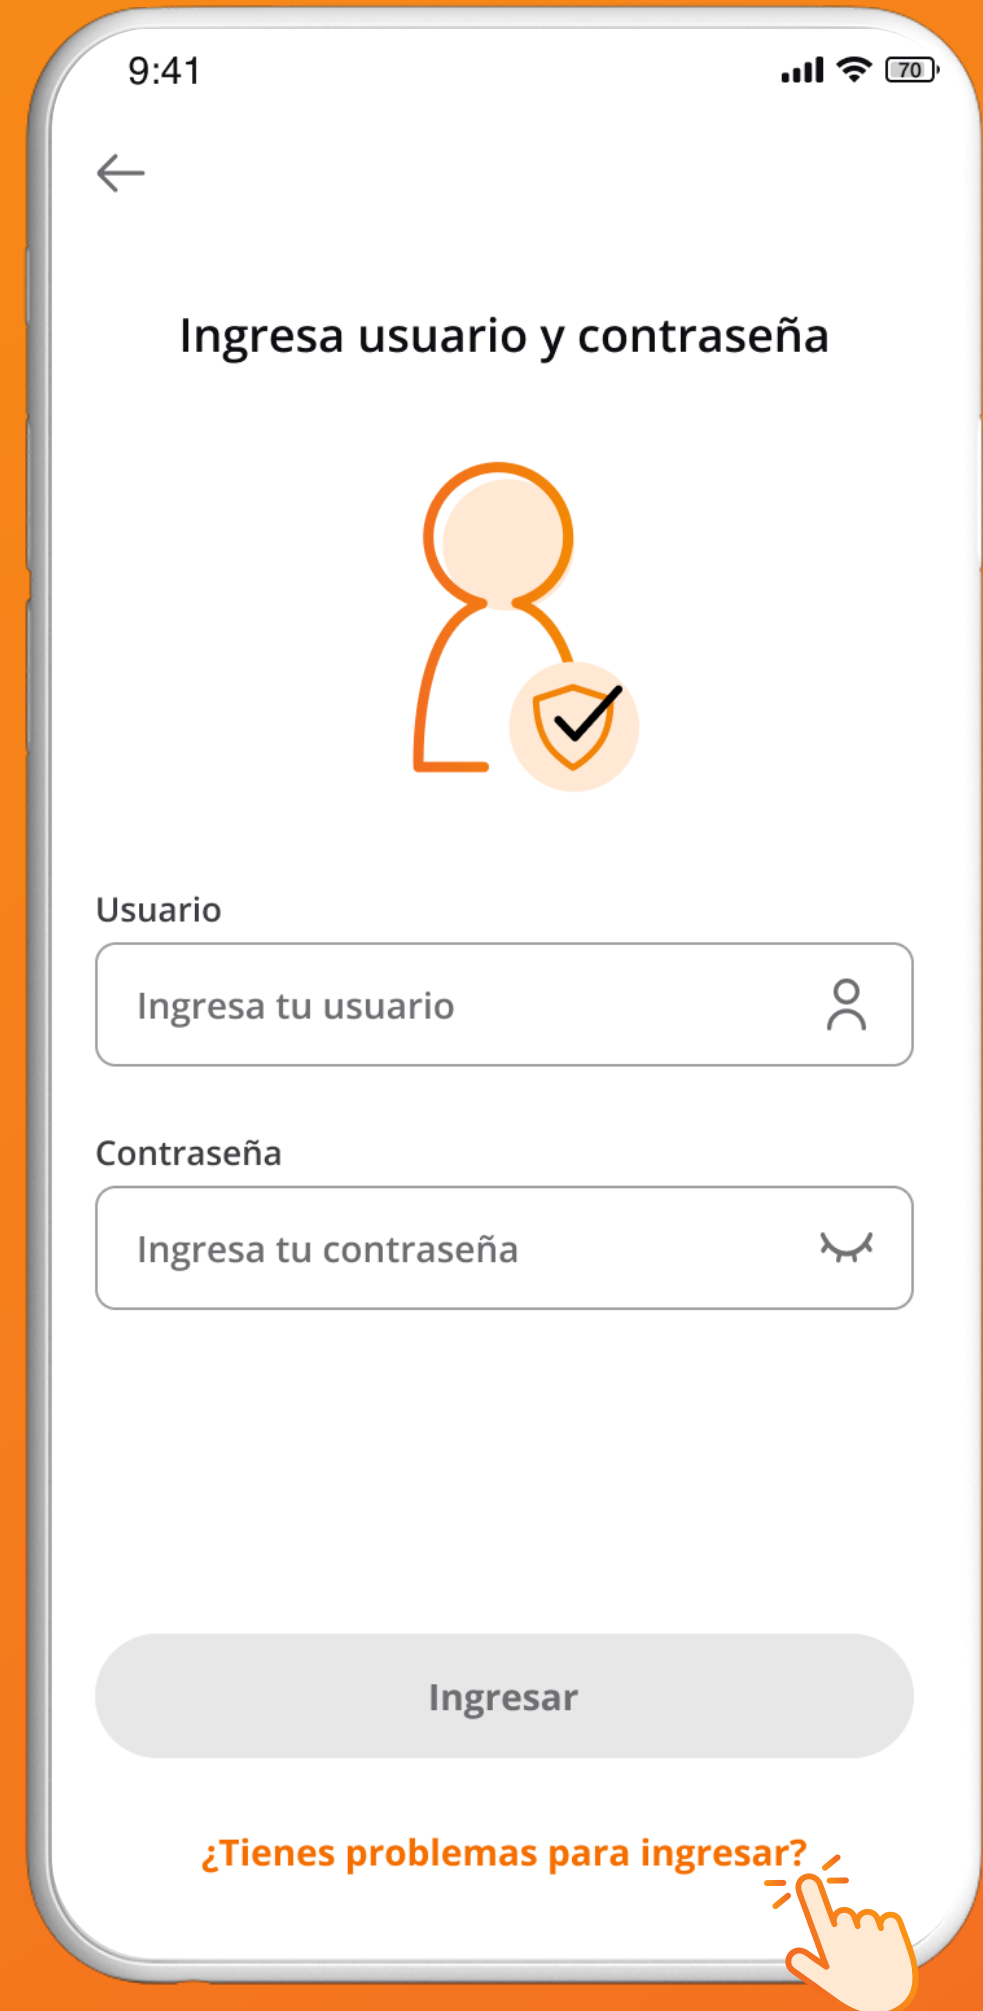 9:41
70
Ingresa usuario y contraseña
Usuario
Ingresa tu usuario
Contraseña
Ingresa tu contraseña
Ingresar
¿Tienes problemas para ingresar?